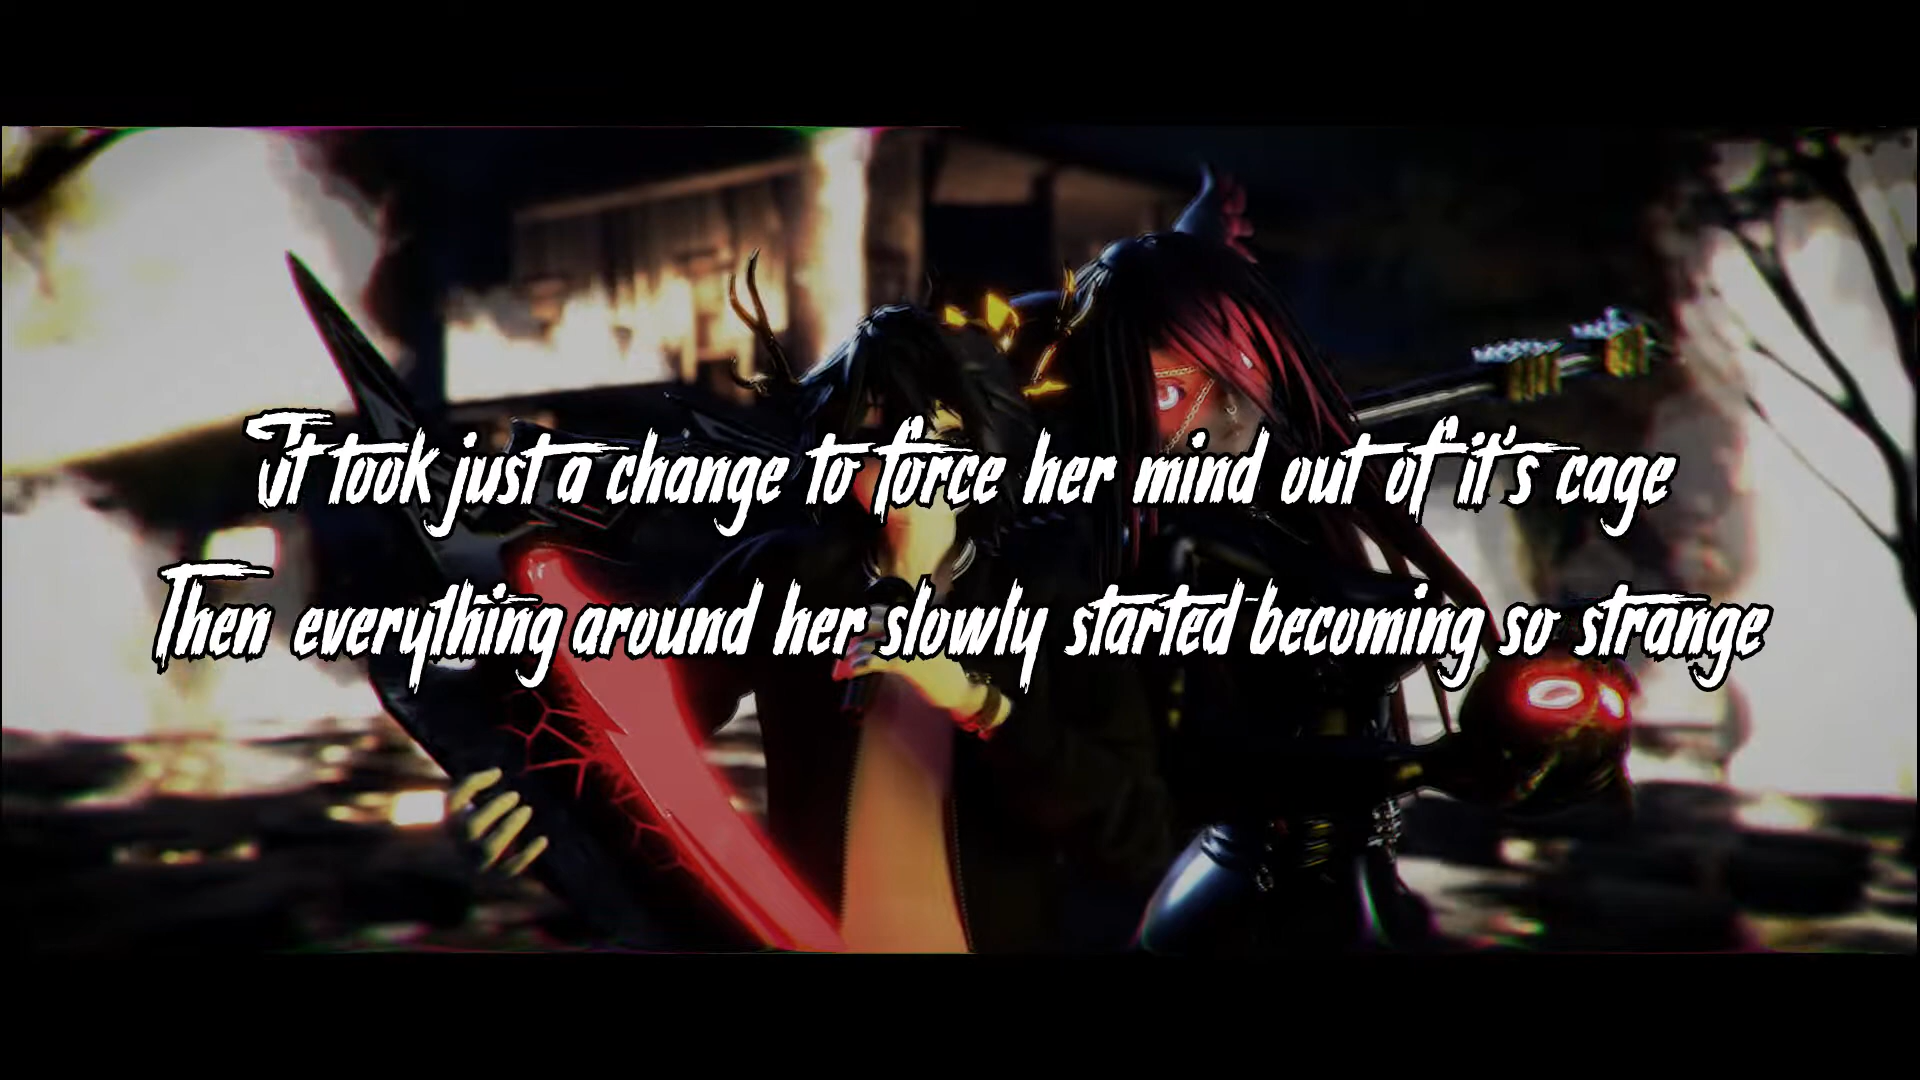 It took just a change to force her mind out of it's cage
Then everything around her slowly started becoming so strange